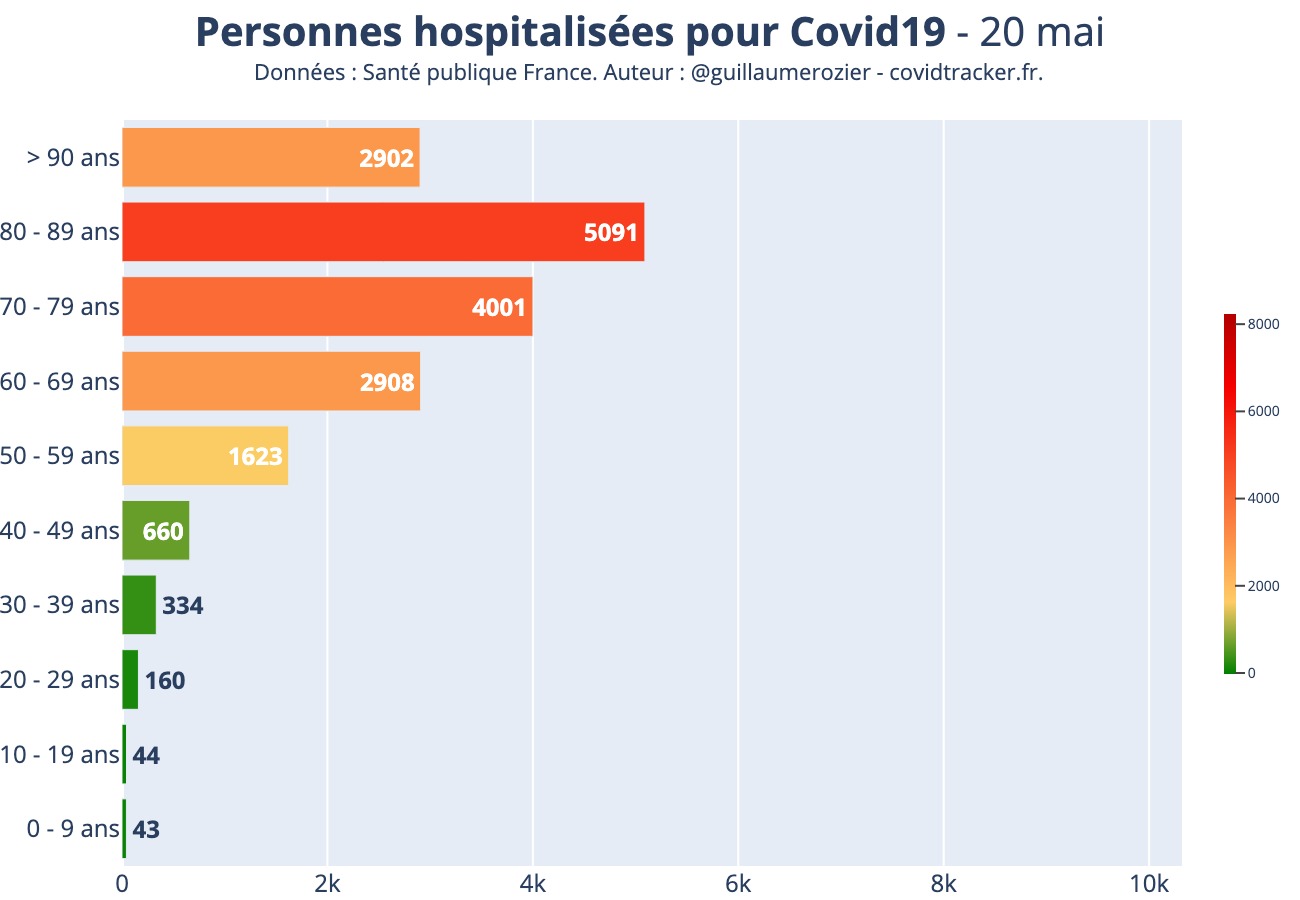 Personnes hospitalisées pour Covid19 - 20 mai
Données : Santé publique France. Auteur : @guillaumerozier - covidtracker.fr.
> 90 ans 2902
80 - 89 ans 5091
70 - 79 ans 4001
60 - 69 ans 2908
50 - 59 ans 1623
40 - 49 ans 660
30 - 39 ans 334
20 - 29 ans 160
10 - 19 ans 44
0 - 9 ans 43
0 2k 4k 6k 8k 10k
8000
6000
4000
2000
0